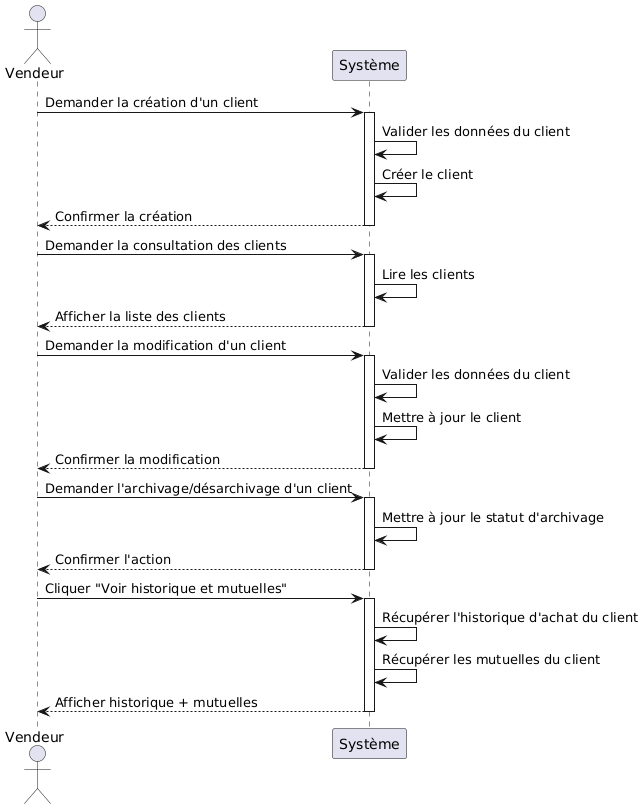 Vendeur
Système
Demander la création d'un client
Valider les données du client
Créer le client
Confirmer la création
Demander la consultation des clients
Lire les clients
Afficher la liste des clients
Demander la modification d'un client
Valider les données du client
Mettre à jour le client
Confirmer la modification
Demander l'archivage/désarchivage d'un client
Mettre à jour le statut d'archivage
Confirmer l'action
Cliquer "Voir historique et mutuelles"
Récupérer l'historique d'achat du client
Récupérer les mutuelles du client
Afficher historique + mutuelles
Vendeur
Système